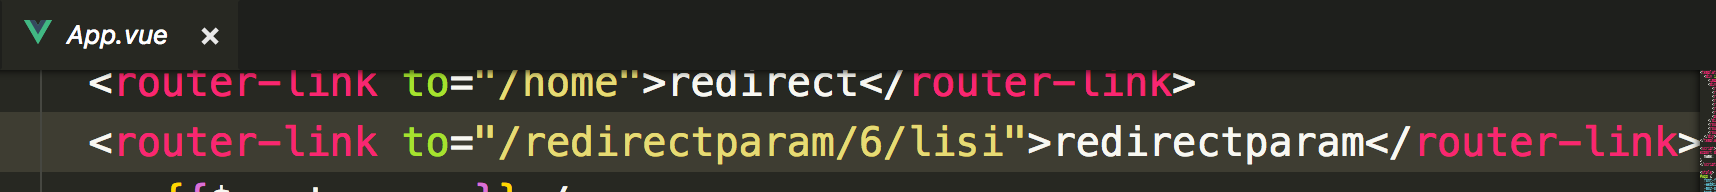 App.vue ×
<router-link to="/home">redirect</router-link>
<router-link to="/redirectparam/6/lisi">redirectparam</router-link>